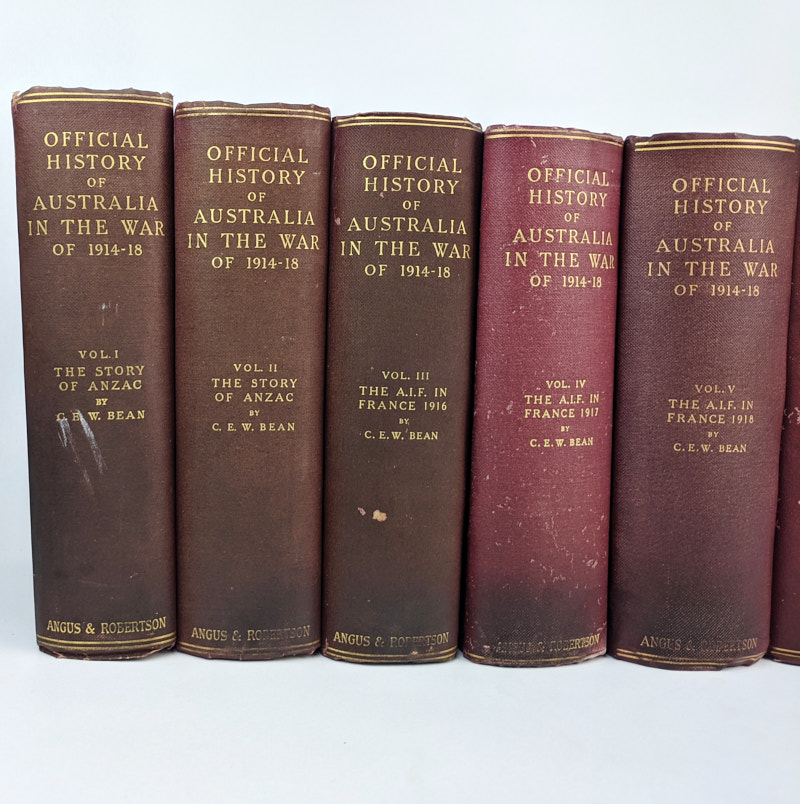 OFFICIAL
HISTORY
OF
AUSTRALIA
IN THE WAR
OF 1914-18
VOL. I
THE STORY
OF ANZAC
BY
C. E. W. BEAN
ANGUS & ROBERTSON
OFFICIAL
HISTORY
OF
AUSTRALIA
IN THE WAR
OF 1914-18
VOL. II
THE STORY
OF ANZAC
BY
C. E. W. BEAN
ANGUS & ROBERTSON
OFFICIAL
HISTORY
OF
AUSTRALIA
IN THE WAR
OF 1914-18
VOL. III
THE A.I.F. IN
FRANCE 1916
BY
C. E. W. BEAN
ANGUS & ROBERTSON
OFFICIAL
HISTORY
OF
AUSTRALIA
IN THE WAR
OF 1914-18
VOL. IV
THE A.I.F. IN
FRANCE 1917
BY
C. E. W. BEAN
ANGUS & ROBERTSON
OFFICIAL
HISTORY
OF
AUSTRALIA
IN THE WAR
OF 1914-18
VOL. V
THE A.I.F. IN
FRANCE 1918
BY
C. E. W. BEAN
ANGUS & ROBERTSON